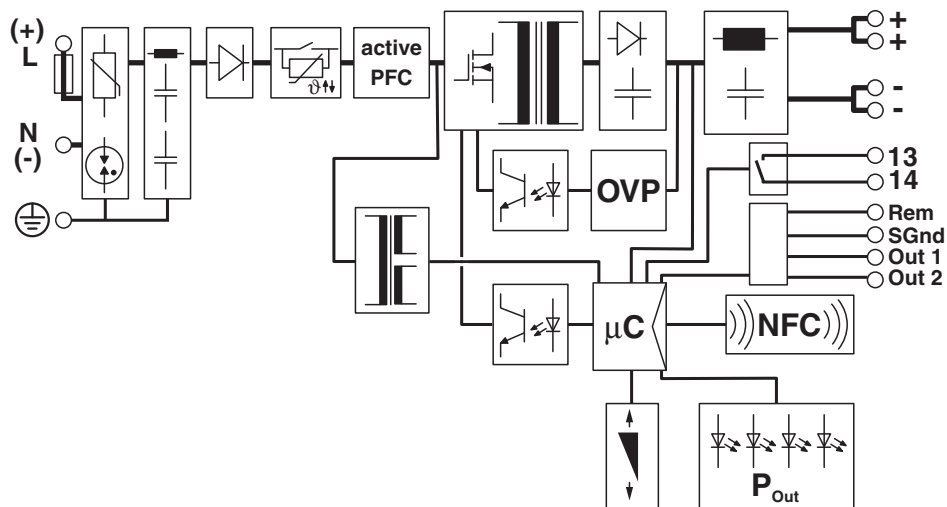 (+)
L
N
(-)
active
PFC
ϑ
+
+
-
-
OVP
13
14
Rem
SGnd
Out 1
Out 2
µC
NFC
P Out